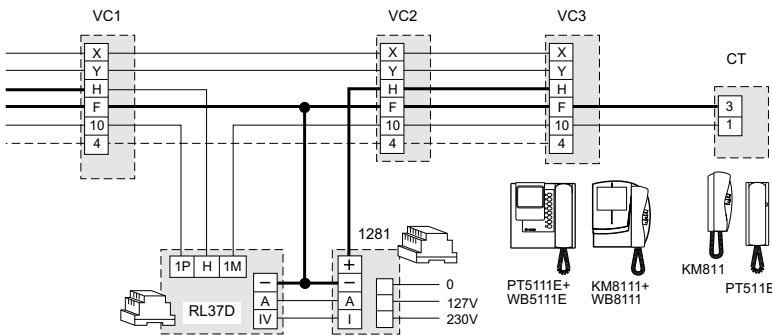 VC1
VC2
VC3
CT
X
Y
H
F
10
4
X
Y
H
F
10
4
X
Y
H
F
10
4
3
1
1281
1P H 1M
RL37D
−
A
IV
+
−
A
I
0
127V
230V
PT5111E+
WB5111E
KM8111+
WB8111
KM811
PT511E